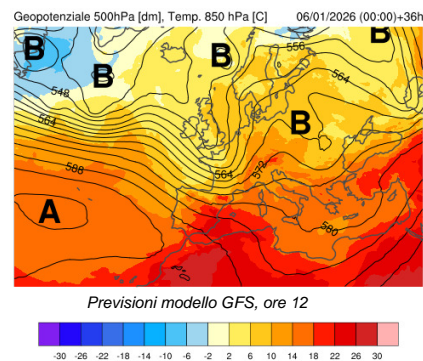 Geopotenziale 500hPa [dm], Temp. 850 hPa [C] 06/01/2026 (00:00)+36h
B
B
B
B
B
556
564
548
564
588
564
572
580
A
Previsioni modello GFS, ore 12
-30 -26 -22 -18 -14 -10 -6 -2 2 6 10 14 18 22 26 30